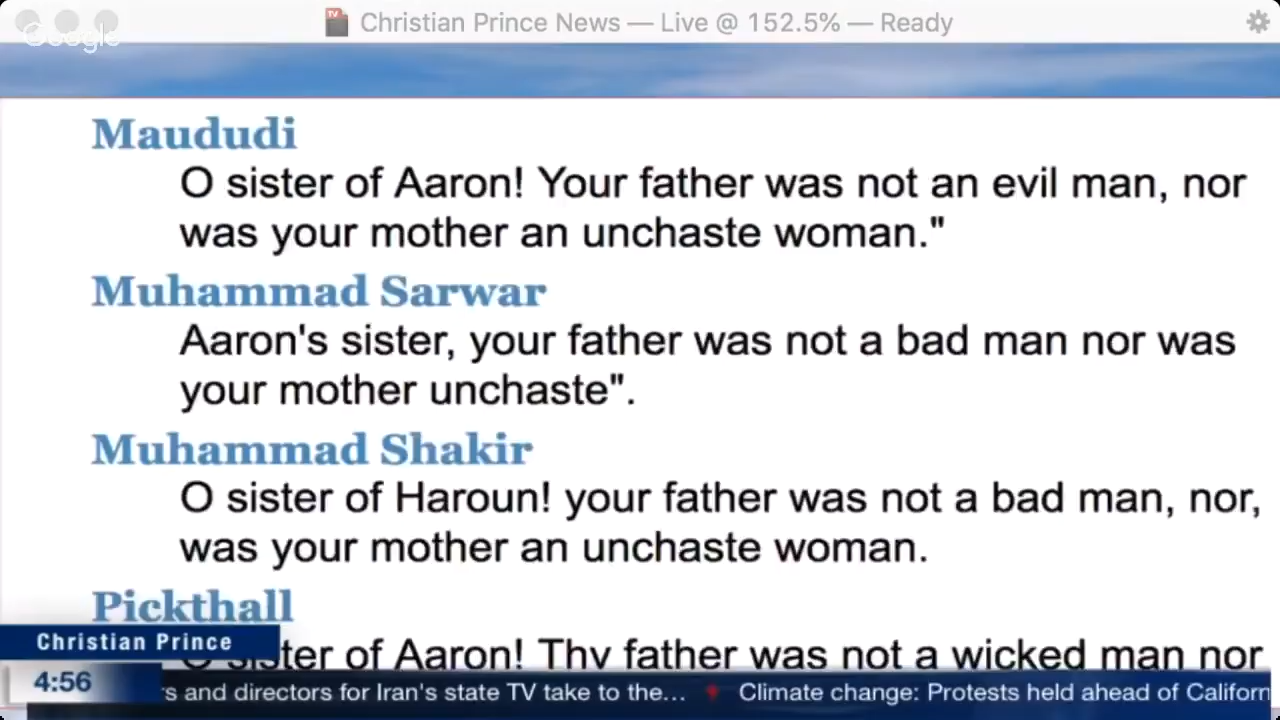 Christian Prince News — Live @ 152.5% — Ready
Google
Maududi
O sister of Aaron! Your father was not an evil man, nor
was your mother an unchaste woman."
Muhammad Sarwar
Aaron's sister, your father was not a bad man nor was
your mother unchaste".
Muhammad Shakir
O sister of Haroun! your father was not a bad man, nor,
was your mother an unchaste woman.
Pickthall
O sister of Aaron! Thy father was not a wicked man nor
Christian Prince
4:56
rs and directors for Iran's state TV take to the... Climate change: Protests held ahead of Californ